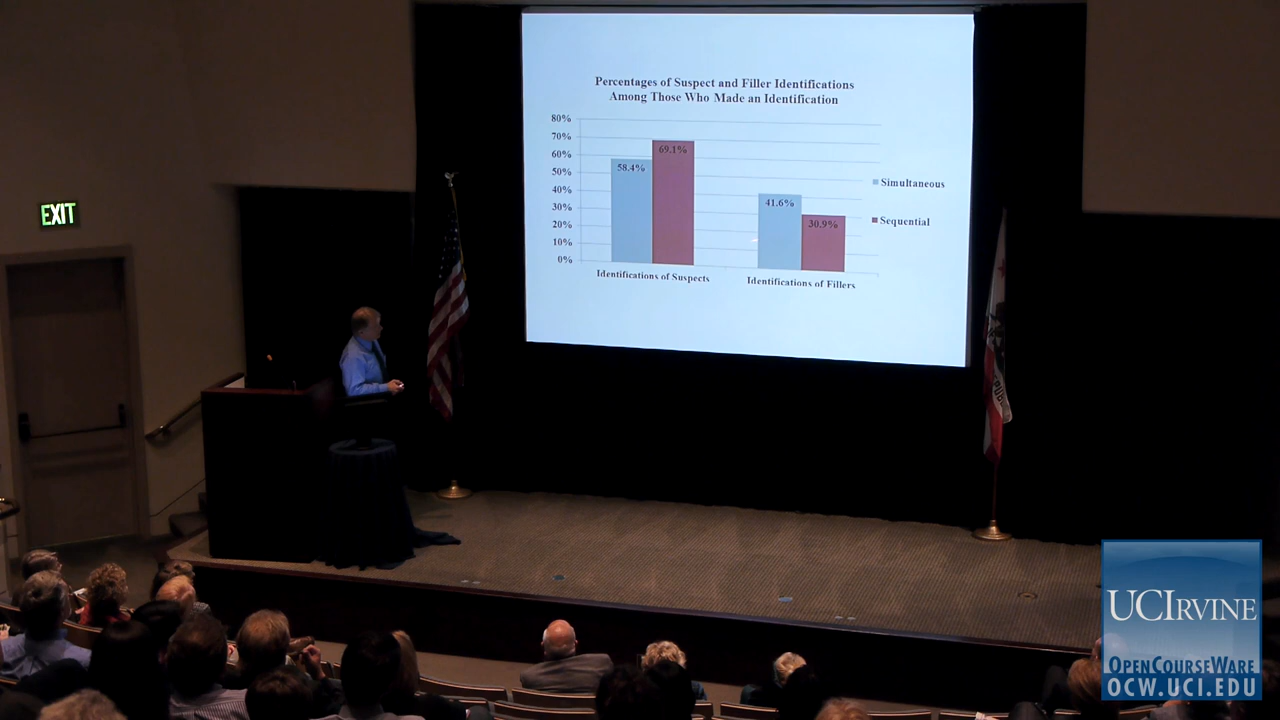 Percentages of Suspect and Filler Identifications
Among Those Who Made an Identification
80%
70%
60%
50%
40%
30%
20%
10%
0%
58.4%
69.1%
41.6%
30.9%
Identifications of Suspects
Identifications of Fillers
Simultaneous
Sequential
EXIT
UCIRVINE
OPENCOURSEWARE
OCW.UCI.EDU